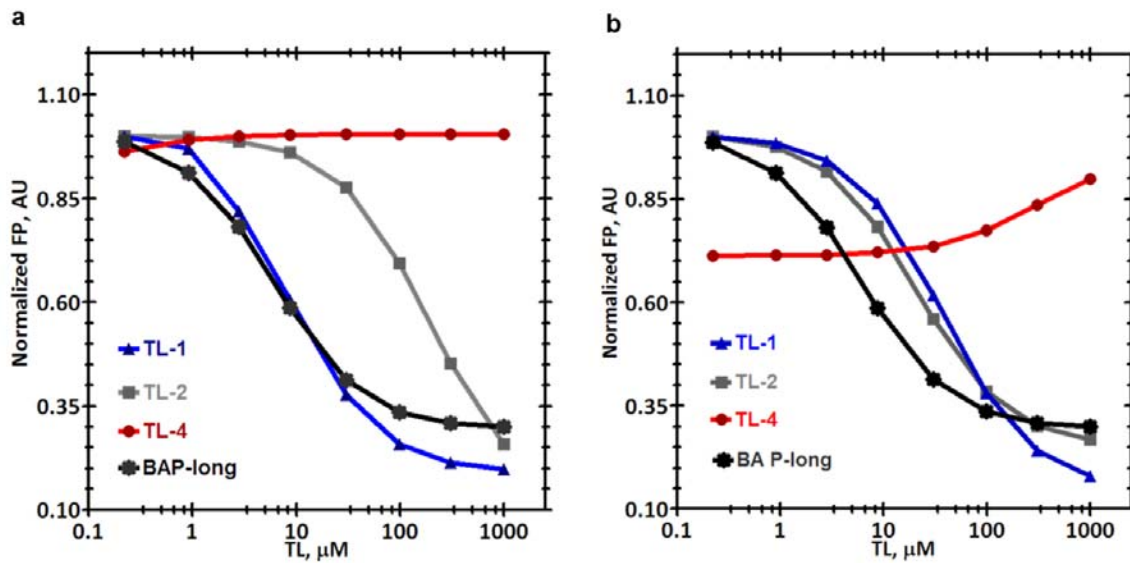 a
Normalized FP, AU
1.10
0.85
0.60
0.35
0.10
TL-1
TL-2
TL-4
BAP-long
0.1 1 10 100 1000
TL, μM
b
Normalized FP, AU
1.10
0.85
0.60
0.35
0.10
TL-1
TL-2
TL-4
BA P-long
0.1 1 10 100 1000
TL, μM